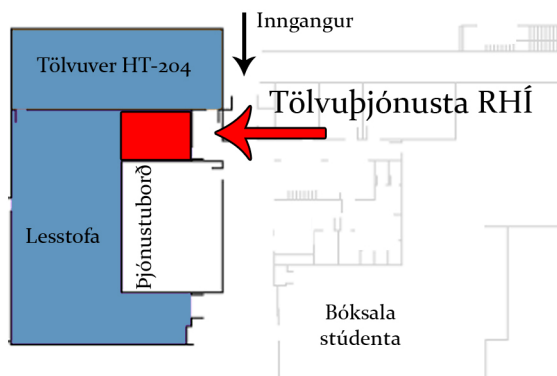 Inngangur
Tölvuver HT-204
Tölvuþjónusta RHÍ
Þjónustuborð
Lesstofa
Bóksala
stúdenta